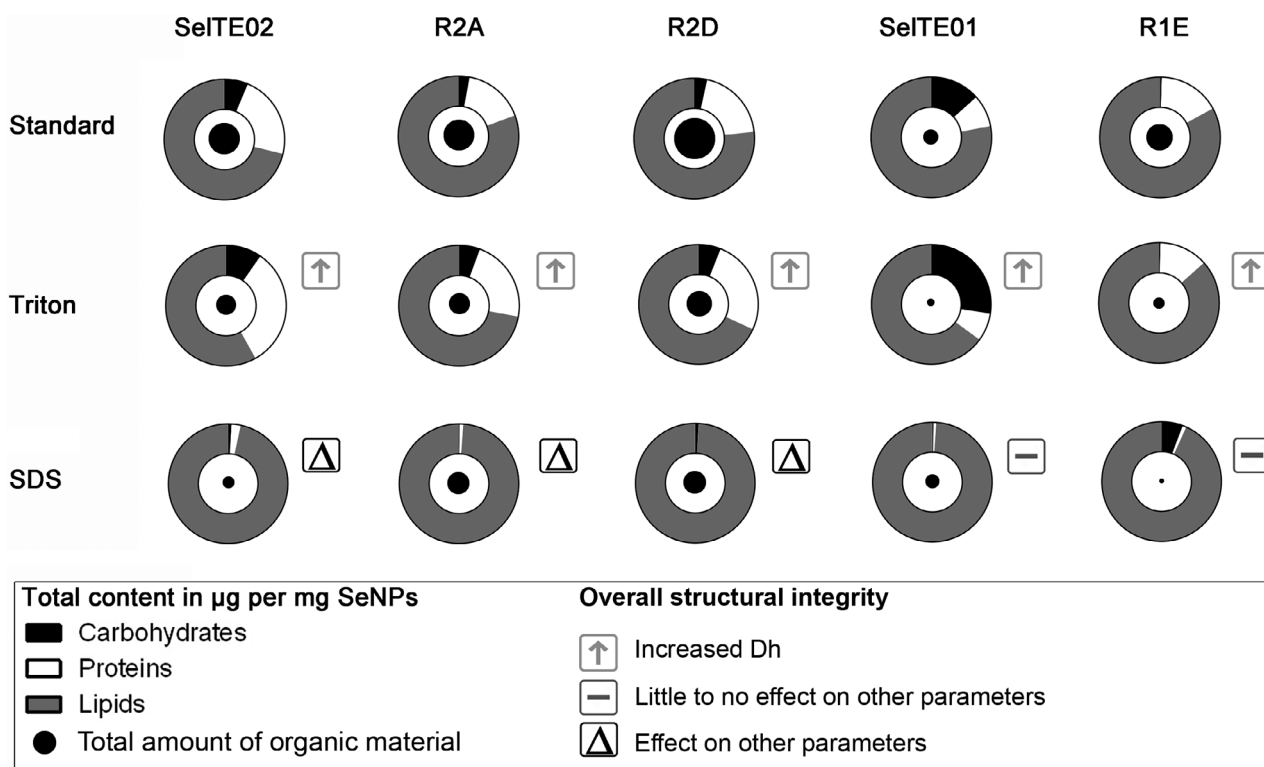 SelTE02 R2A R2D SelTE01 R1E
Standard
Triton
SDS
Total content in µg per mg SeNPs
Carbohydrates
Proteins
Lipids
Total amount of organic material
Overall structural integrity
Increased Dh
Little to no effect on other parameters
Δ Effect on other parameters